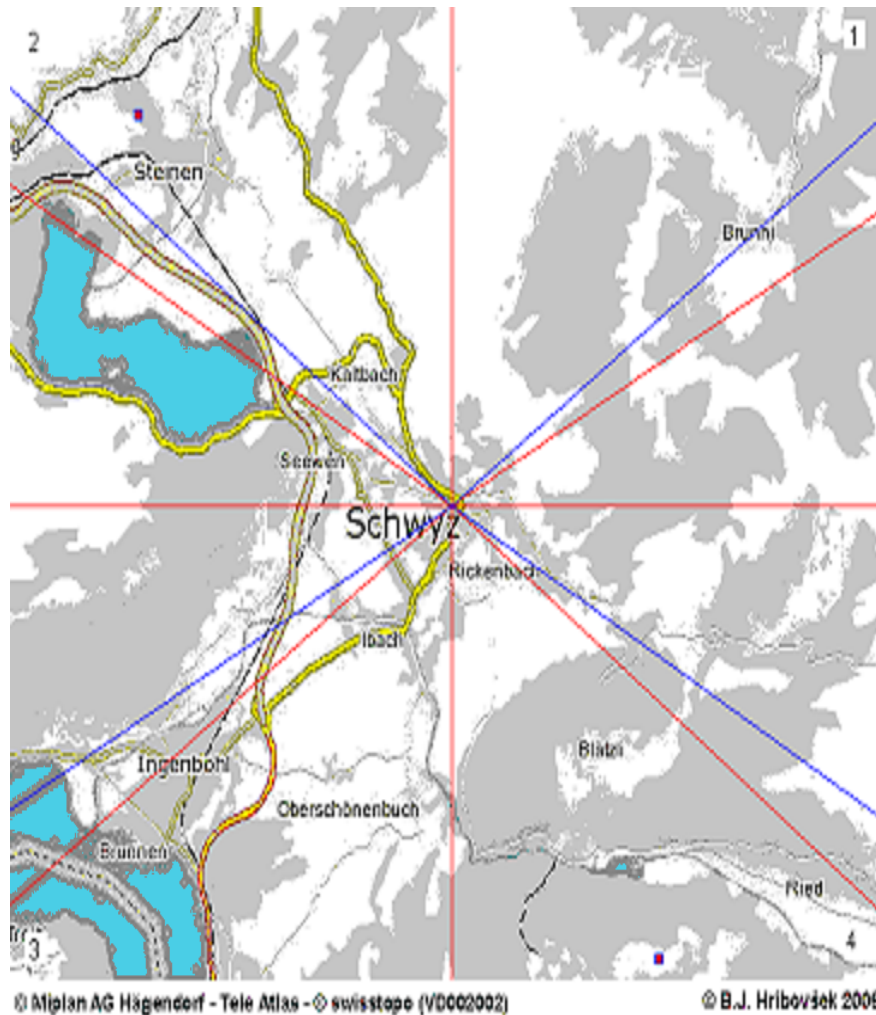 2
1
Steinen
Brunni
Kaltbach
Seewen
Schwyz
Rickenbach
Ibach
Blätzli
Ingenbohl
Oberschönenbuch
Brunnen
Ried
3
4
© Miplan AG Hägendorf - Tele Atlas - © swisstopo (VD002002)
© B.J. Hribovšek 2009